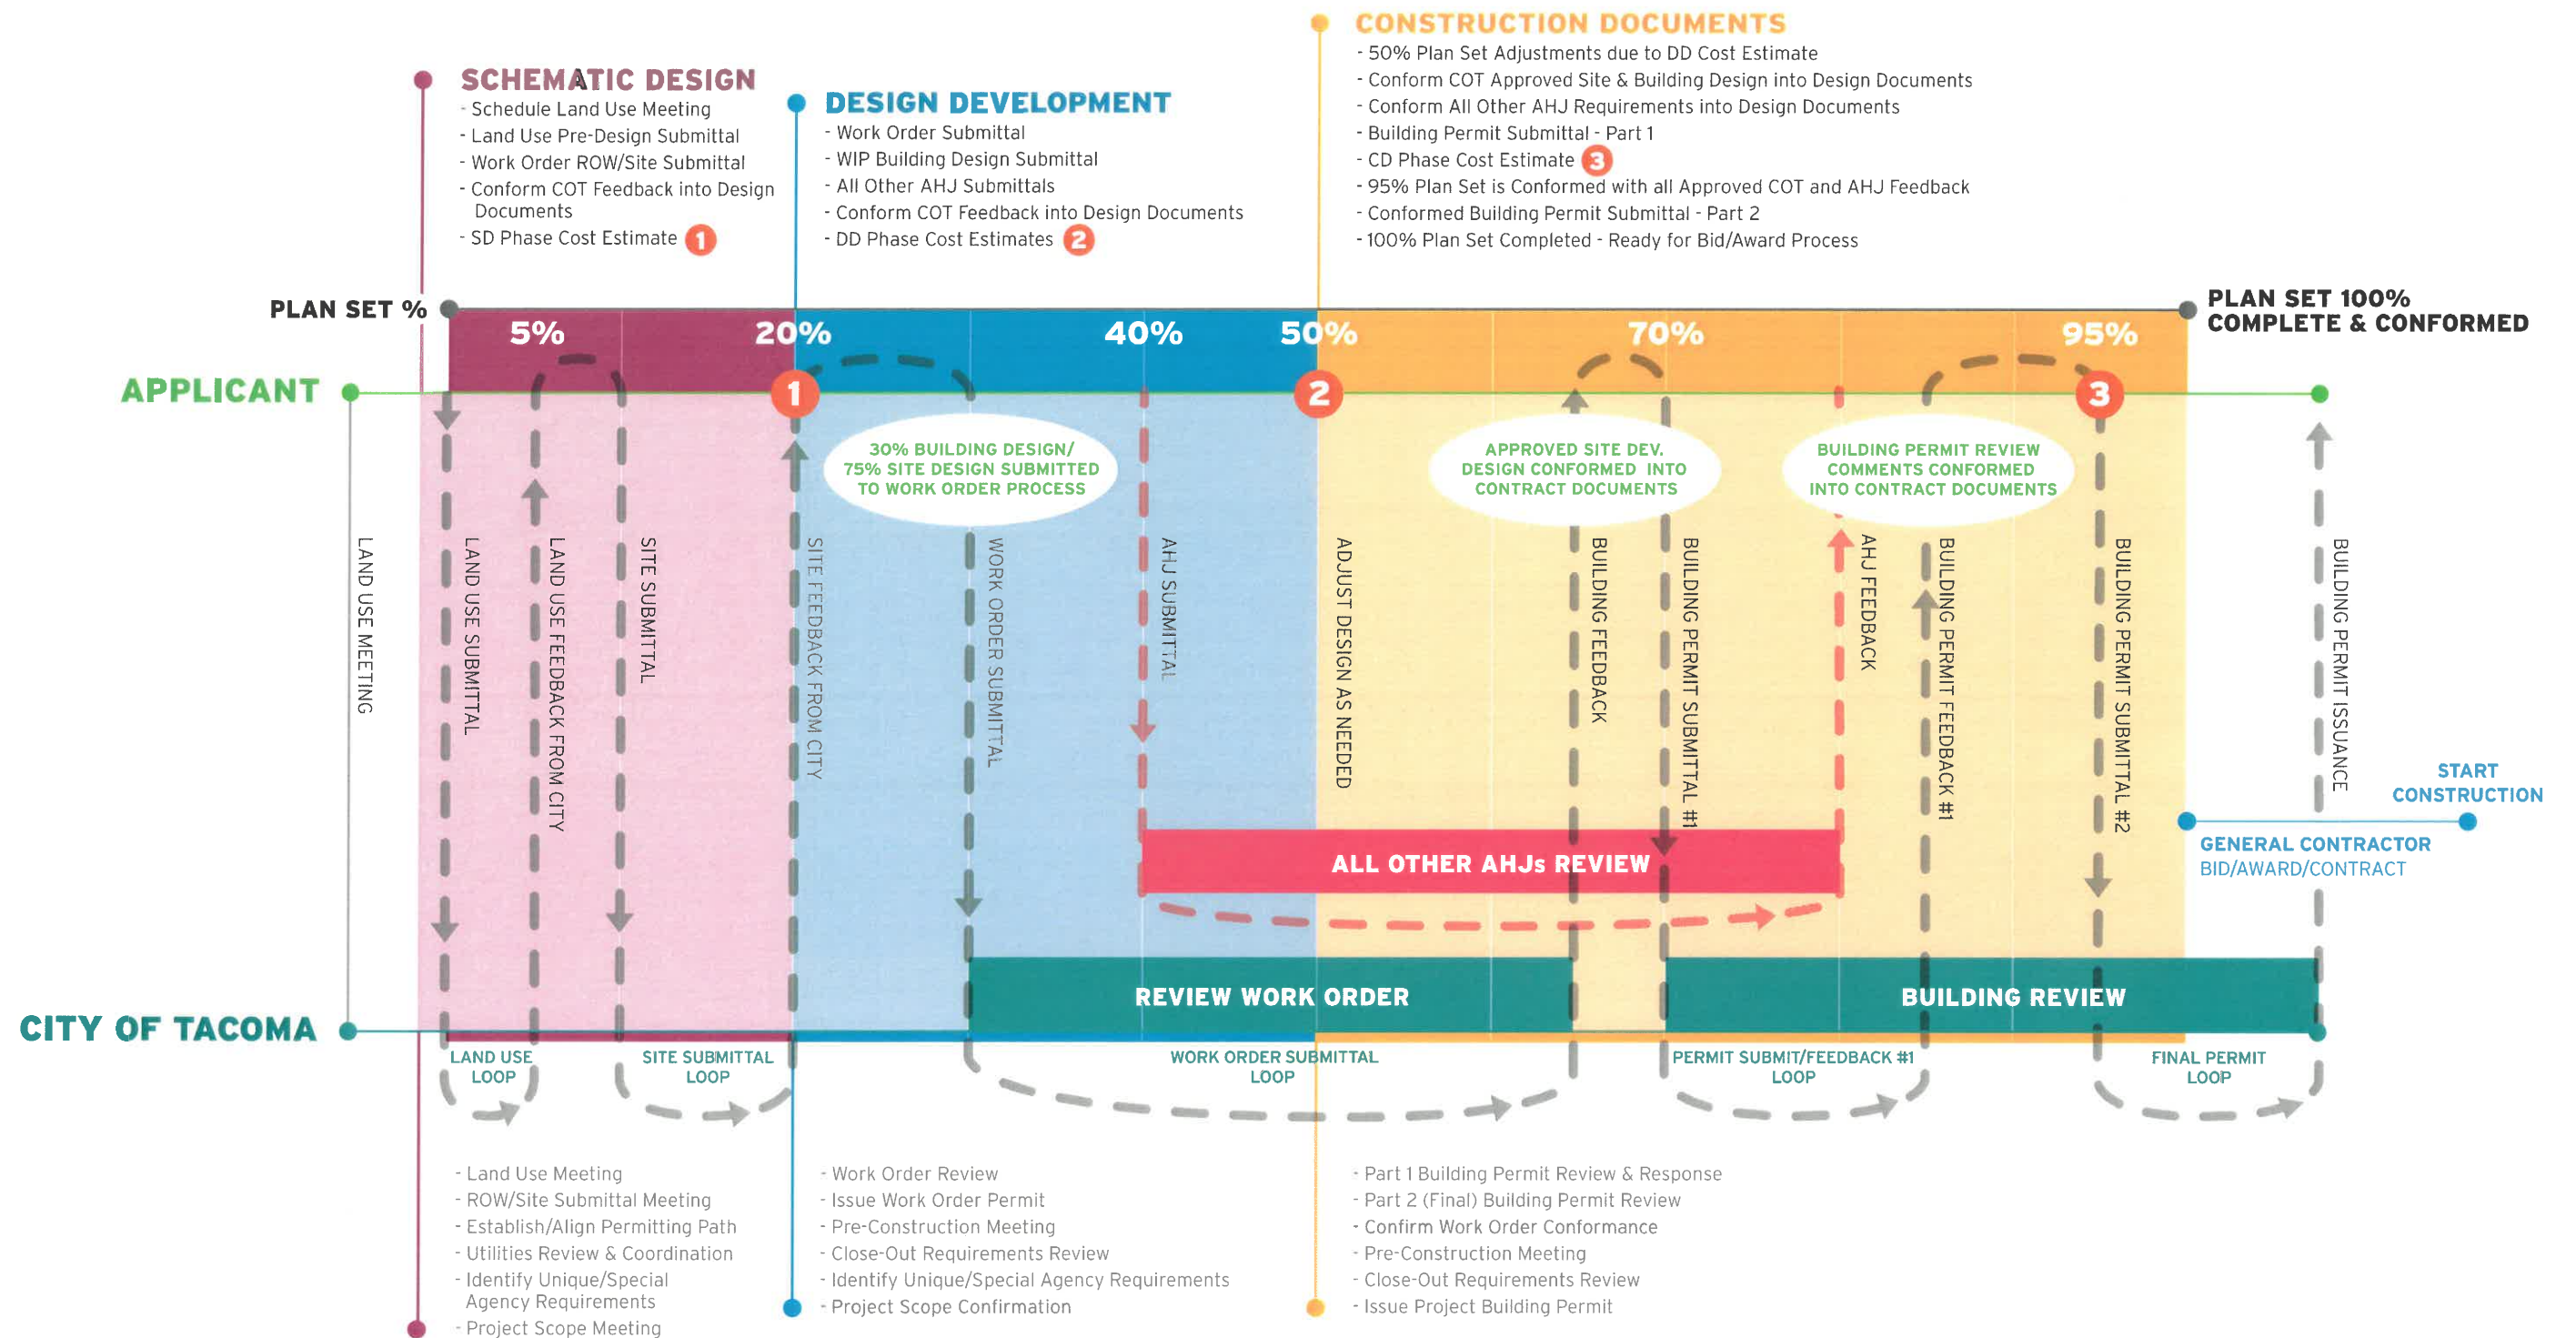 CONSTRUCTION DOCUMENTS
- 50% Plan Set Adjustments due to DD Cost Estimate
- Conform COT Approved Site & Building Design into Design Documents
- Conform All Other AHJ Requirements into Design Documents
- Building Permit Submittal - Part 1
- CD Phase Cost Estimate 3
- 95% Plan Set is Conformed with all Approved COT and AHJ Feedback
- Conformed Building Permit Submittal - Part 2
- 100% Plan Set Completed - Ready for Bid/Award Process
SCHEMATIC DESIGN
- Schedule Land Use Meeting
- Land Use Pre-Design Submittal
- Work Order ROW/Site Submittal
- Conform COT Feedback into Design
Documents
- SD Phase Cost Estimate 1
DESIGN DEVELOPMENT
- Work Order Submittal
- WIP Building Design Submittal
- All Other AHJ Submittals
- Conform COT Feedback into Design Documents
- DD Phase Cost Estimates 2
PLAN SET %
5%
20%
40%
50%
70%
95%
PLAN SET 100%
COMPLETE & CONFORMED
APPLICANT
1
2
3
30% BUILDING DESIGN/
75% SITE DESIGN SUBMITTED
TO WORK ORDER PROCESS
APPROVED SITE DEV.
DESIGN CONFORMED INTO
CONTRACT DOCUMENTS
BUILDING PERMIT REVIEW
COMMENTS CONFORMED
INTO CONTRACT DOCUMENTS
LAND USE MEETING
LAND USE SUBMITTAL
LAND USE FEEDBACK FROM CITY
SITE SUBMITTAL
SITE FEEDBACK FROM CITY
WORK ORDER SUBMITTAL
AHJ SUBMITTAL
ADJUST DESIGN AS NEEDED
BUILDING FEEDBACK
BUILDING PERMIT SUBMITTAL #1
AHJ FEEDBACK
BUILDING PERMIT FEEDBACK #1
BUILDING PERMIT SUBMITTAL #2
BUILDING PERMIT ISSUANCE
START
CONSTRUCTION
GENERAL CONTRACTOR
BID/AWARD/CONTRACT
ALL OTHER AHJs REVIEW
REVIEW WORK ORDER
BUILDING REVIEW
CITY OF TACOMA
LAND USE
LOOP
SITE SUBMITTAL
LOOP
WORK ORDER SUBMITTAL
LOOP
PERMIT SUBMIT/FEEDBACK #1
LOOP
FINAL PERMIT
LOOP
- Land Use Meeting
- ROW/Site Submittal Meeting
- Establish/Align Permitting Path
- Utilities Review & Coordination
- Identify Unique/Special
Agency Requirements
- Project Scope Meeting
- Work Order Review
- Issue Work Order Permit
- Pre-Construction Meeting
- Close-Out Requirements Review
- Identify Unique/Special Agency Requirements
- Project Scope Confirmation
- Part 1 Building Permit Review & Response
- Part 2 (Final) Building Permit Review
- Confirm Work Order Conformance
- Pre-Construction Meeting
- Close-Out Requirements Review
- Issue Project Building Permit